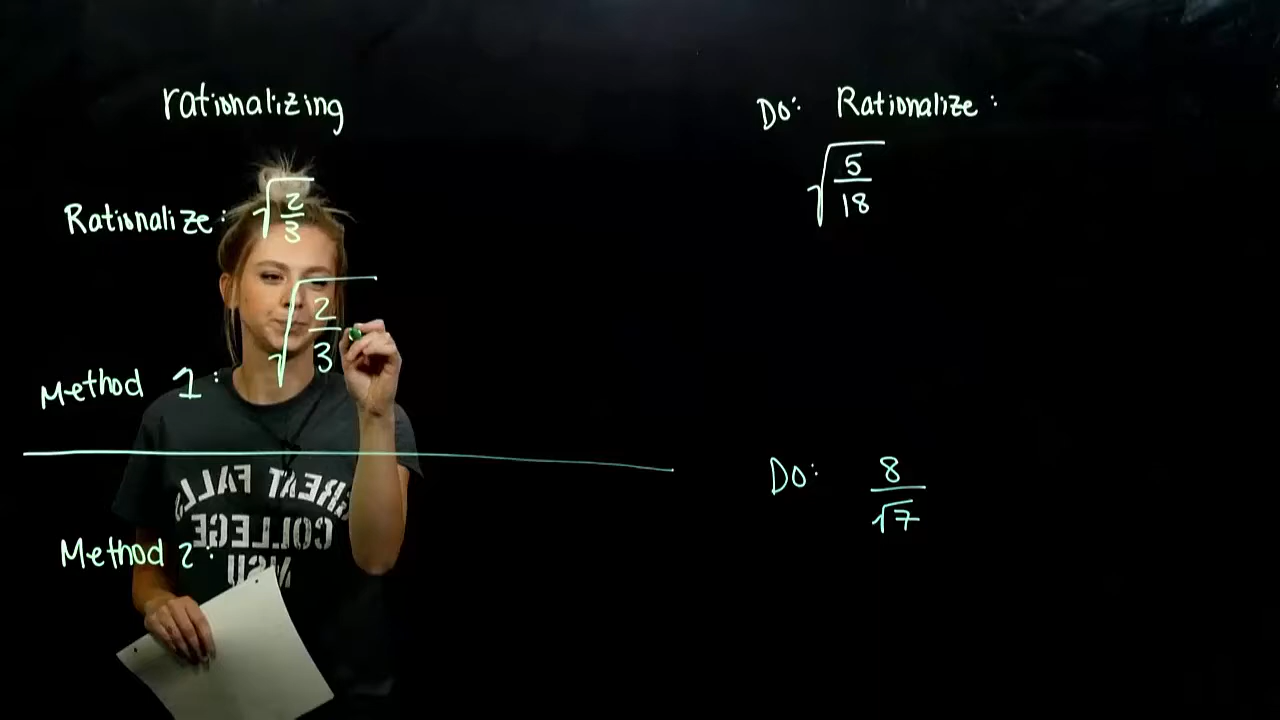 rationalizing
Rationalize: √(2/3)
Method 1: √(2/3)
Method 2:
Do: Rationalize:
√(5/18)
Do: 8/√7
GREAT FALLS
COLLEGE
MSU